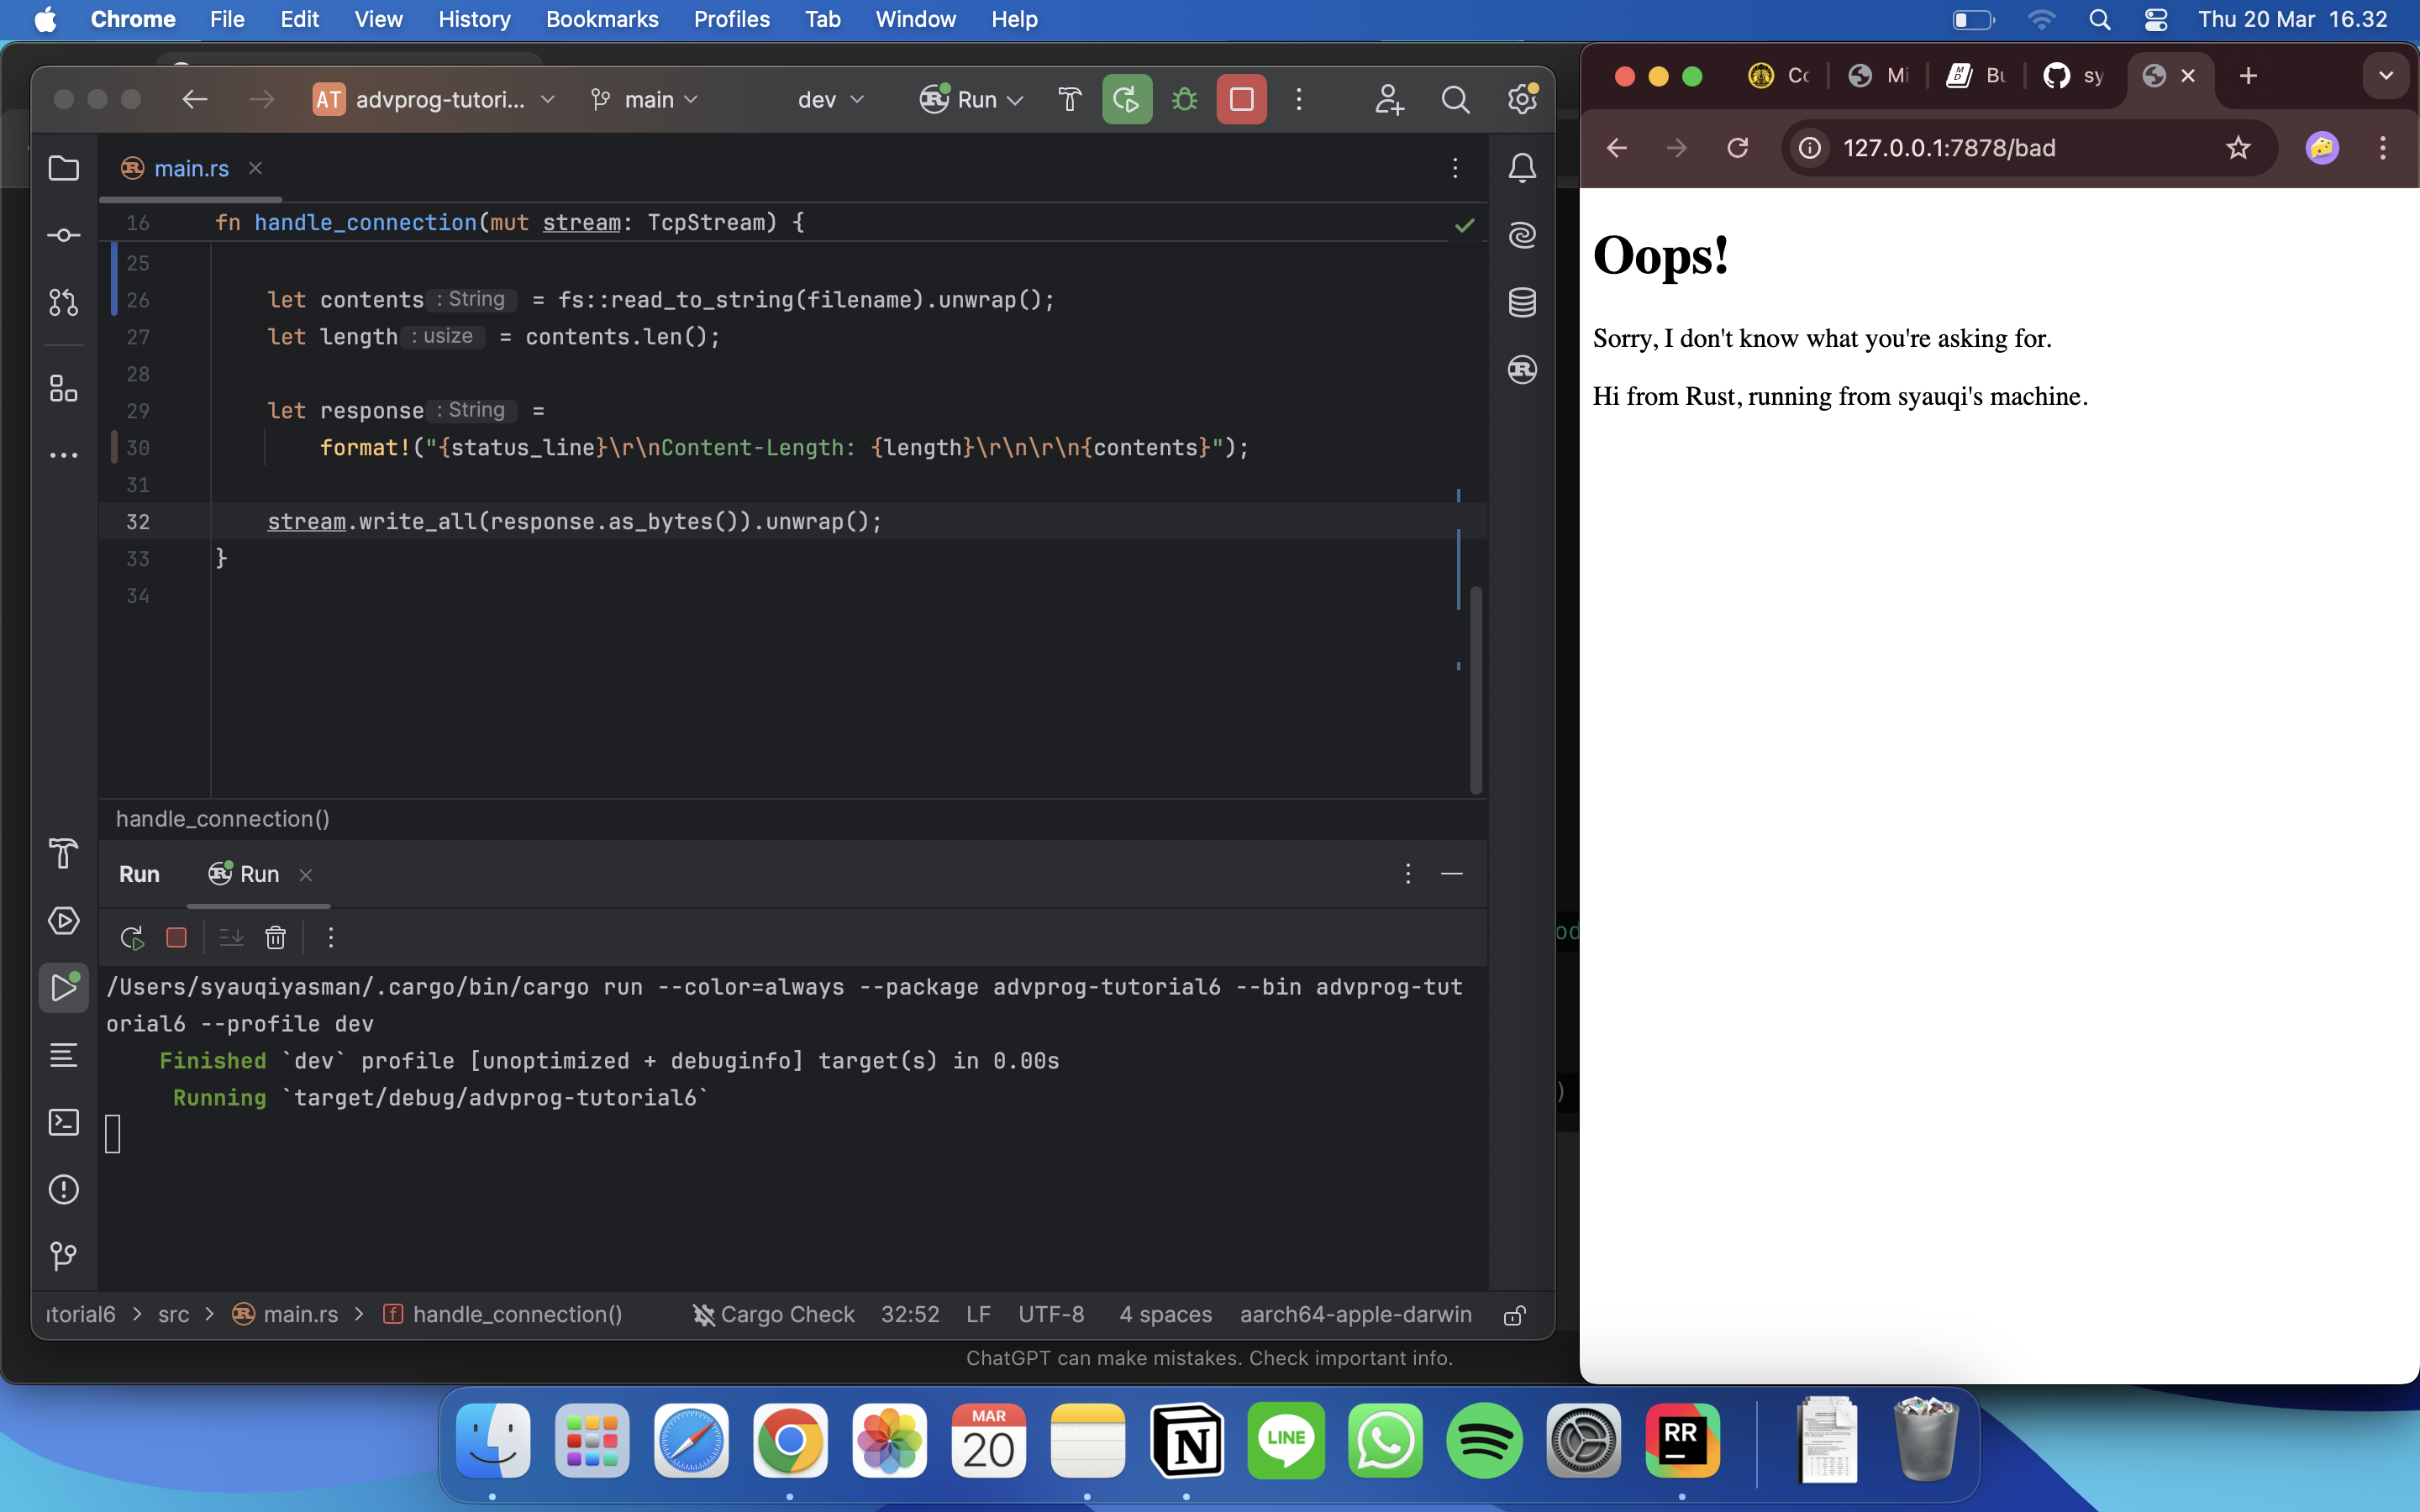 Chrome File Edit View History Bookmarks Profiles Tab Window Help Thu 20 Mar 16.32
AT advprog-tutori... main dev Run
main.rs
16 fn handle_connection(mut stream: TcpStream) {
25
26 let contents : String = fs::read_to_string(filename).unwrap();
27 let length : usize = contents.len();
28
29 let response : String =
30 format!("{status_line}\r\nContent-Length: {length}\r\n\r\n{contents}");
31
32 stream.write_all(response.as_bytes()).unwrap();
33 }
34
handle_connection()
Run Run
/Users/syauqiyasman/.cargo/bin/cargo run --color=always --package advprog-tutorial6 --bin advprog-tut
orial6 --profile dev
Finished `dev` profile [unoptimized + debuginfo] target(s) in 0.00s
Running `target/debug/advprog-tutorial6`
utorial6 > src > main.rs > f handle_connection() Cargo Check 32:52 LF UTF-8 4 spaces aarch64-apple-darwin
ChatGPT can make mistakes. Check important info.
Mi sy
127.0.0.1:7878/bad
Oops!
Sorry, I don't know what you're asking for.
Hi from Rust, running from syauqi's machine.
od
)
MAR
20
N
LINE
RR